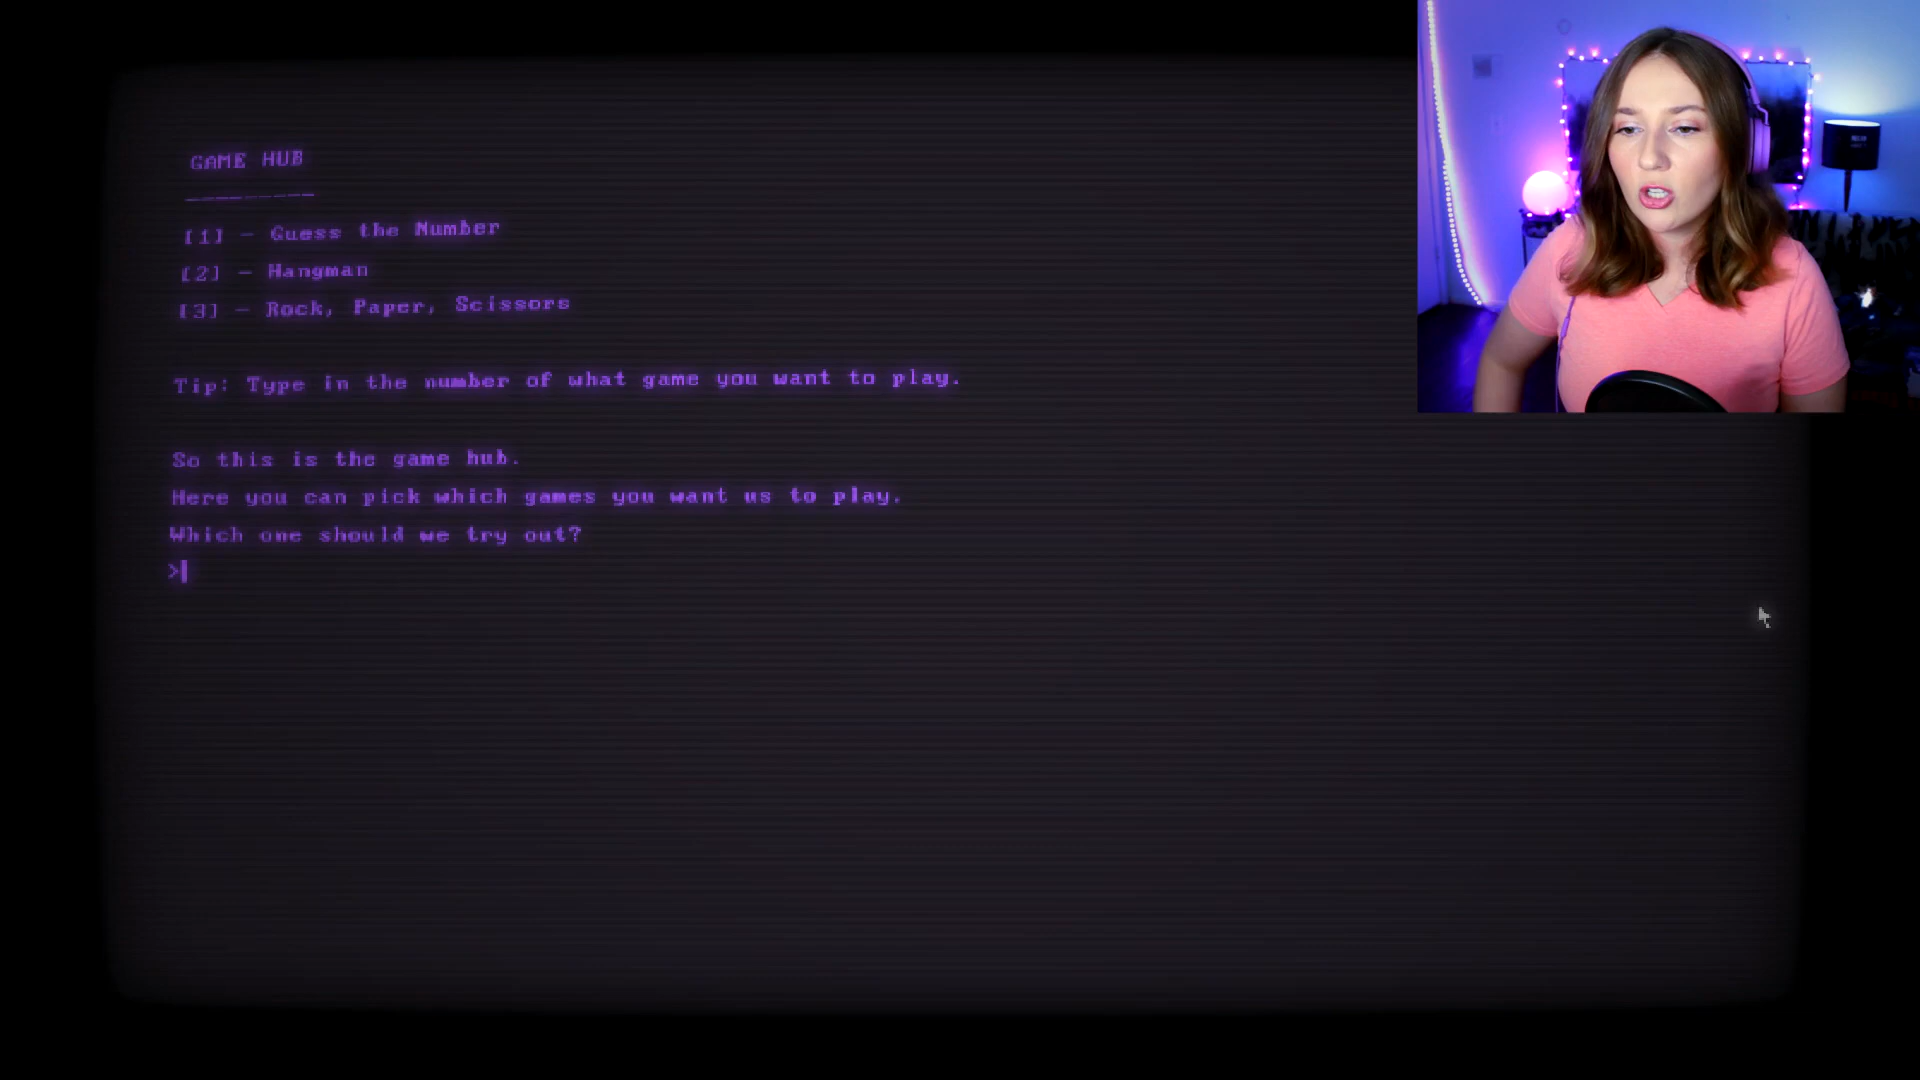 GAME HUB
---------
[1] - Guess the Number
[2] - Hangman
[3] - Rock, Paper, Scissors
Tip: Type in the number of what game you want to play.
So this is the game hub.
Here you can pick which games you want us to play.
Which one should we try out?
>